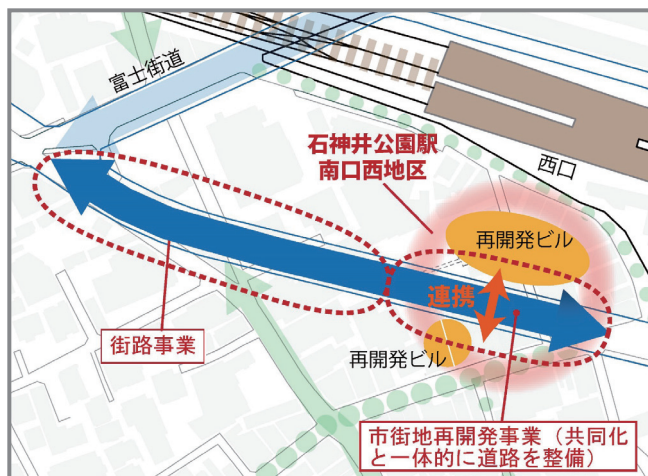 富士街道
石神井公園駅
南口西地区
西口
再開発ビル
連携
街路事業
再開発ビル
市街地再開発事業（共同化
と一体的に道路を整備）